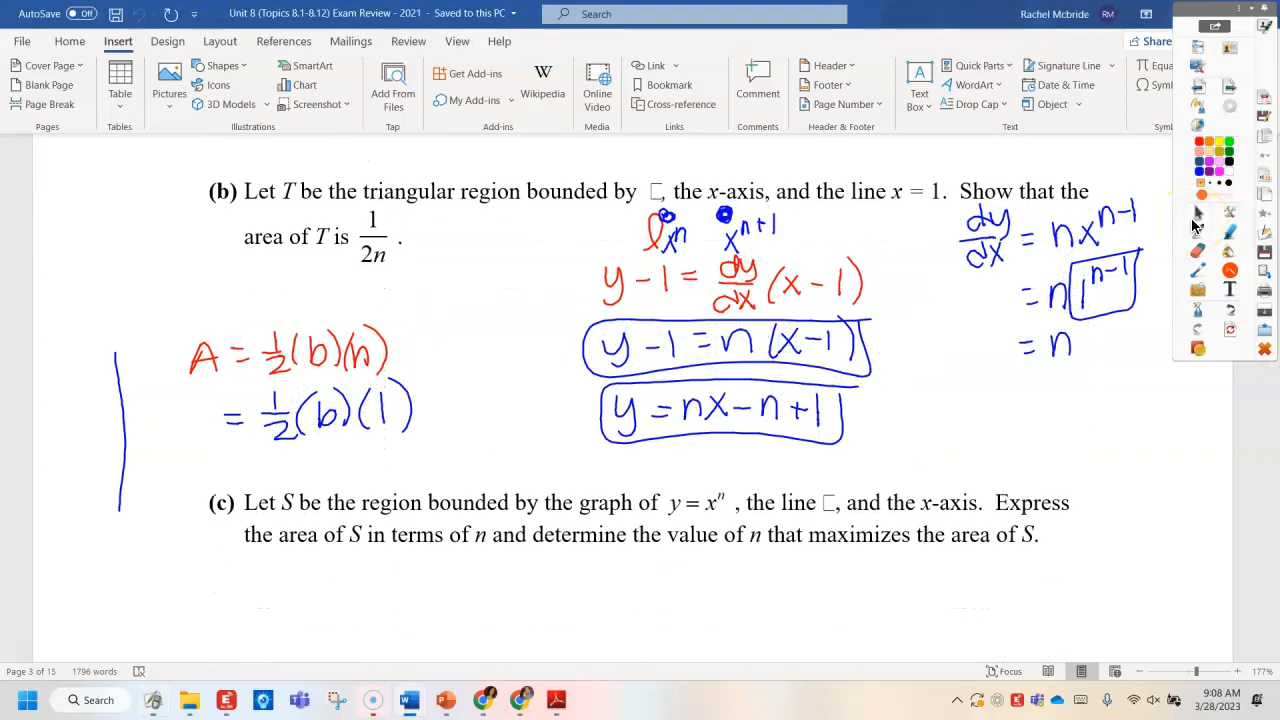 AutoSave Off Unit 8 (Topics 8.1-8.12) Exam Review - 2021 - Saved to this PC Search Rachel McBride RM
File Home Insert Design Layout References Mailings Review View Help Share
Cover Page
Blank Page
Page Break
Pages
Table
Tables
Pictures
Shapes
Icons
3D Models
SmartArt
Chart
Screenshot
Illustrations
Add From Files
Tap
Get Add-ins
My Add-ins
Wikipedia
Add-ins
Online Video
Media
Link
Bookmark
Cross-reference
Links
Comment
Comments
Header
Footer
Page Number
Header & Footer
Text Box
Quick Parts
WordArt
Drop Cap
Signature Line
Date & Time
Object
Text
Equa
Symb
Symb
(b) Let T be the triangular region bounded by □, the x-axis, and the line x = 1. Show that the
area of T is 1/2n .
ℓ x^n x^{n+1}
y - 1 = dy/dx (x - 1)
y - 1 = n(x - 1)
y = nx - n + 1
dy/dx = nx^{n-1}
= n 1^{n-1}
= n
A = 1/2 (b)(h)
= 1/2 (b)(1)
(c) Let S be the region bounded by the graph of y = x^n , the line □, and the x-axis. Express
the area of S in terms of n and determine the value of n that maximizes the area of S.
Page 3 of 15 1796 words Focus 177%
Search
9:08 AM
3/28/2023